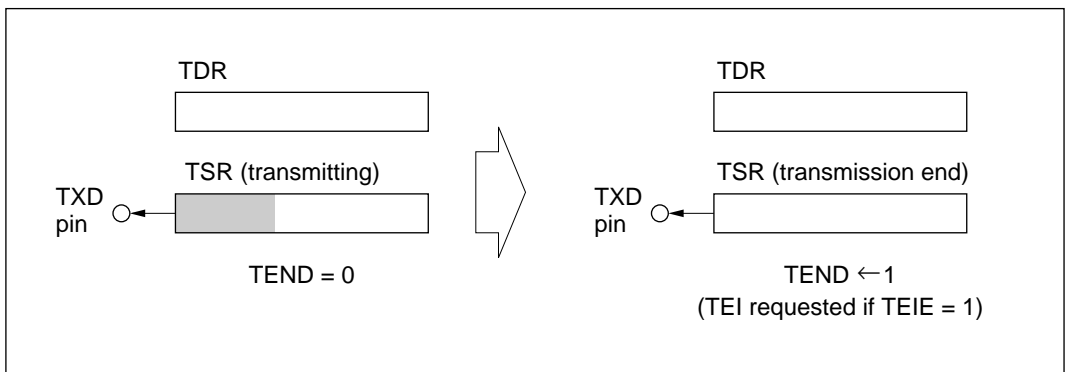 TDR
TSR (transmitting)
TXD
pin
TEND = 0
TDR
TSR (transmission end)
TXD
pin
TEND ←1
(TEI requested if TEIE = 1)